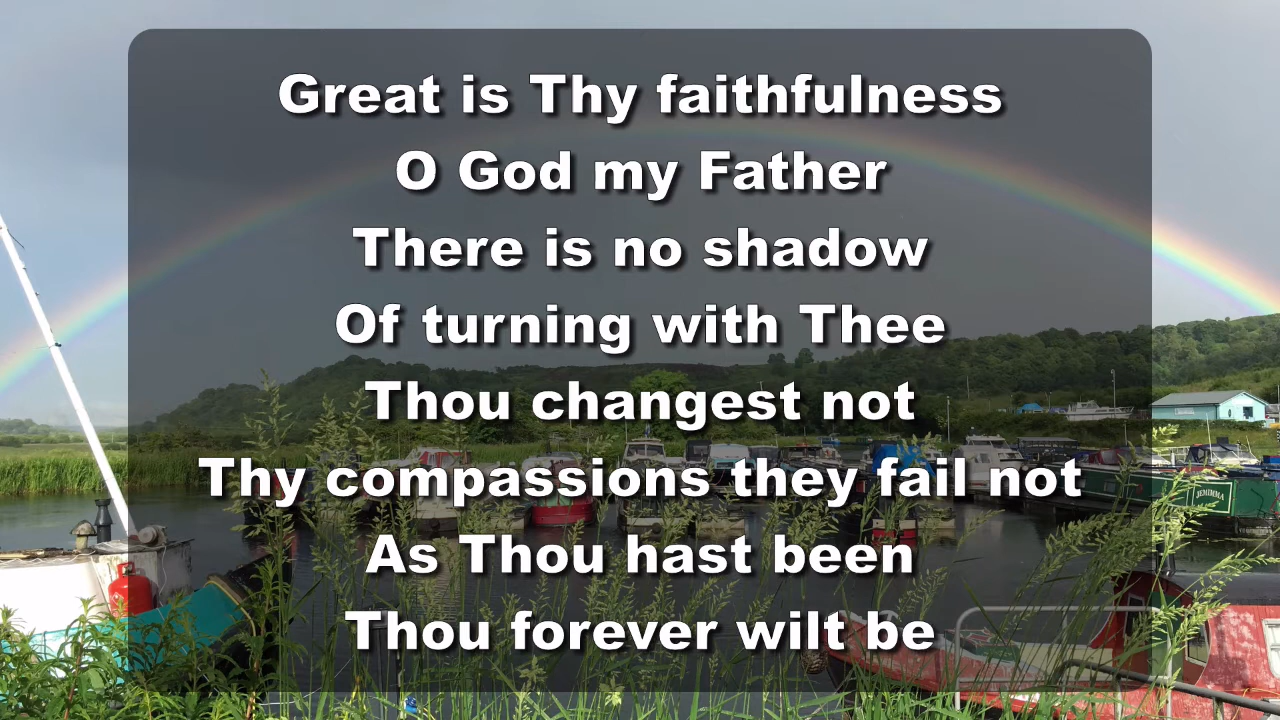 Great is Thy faithfulness
O God my Father
There is no shadow
Of turning with Thee
Thou changest not
Thy compassions they fail not
As Thou hast been
Thou forever wilt be
JEMIMMA